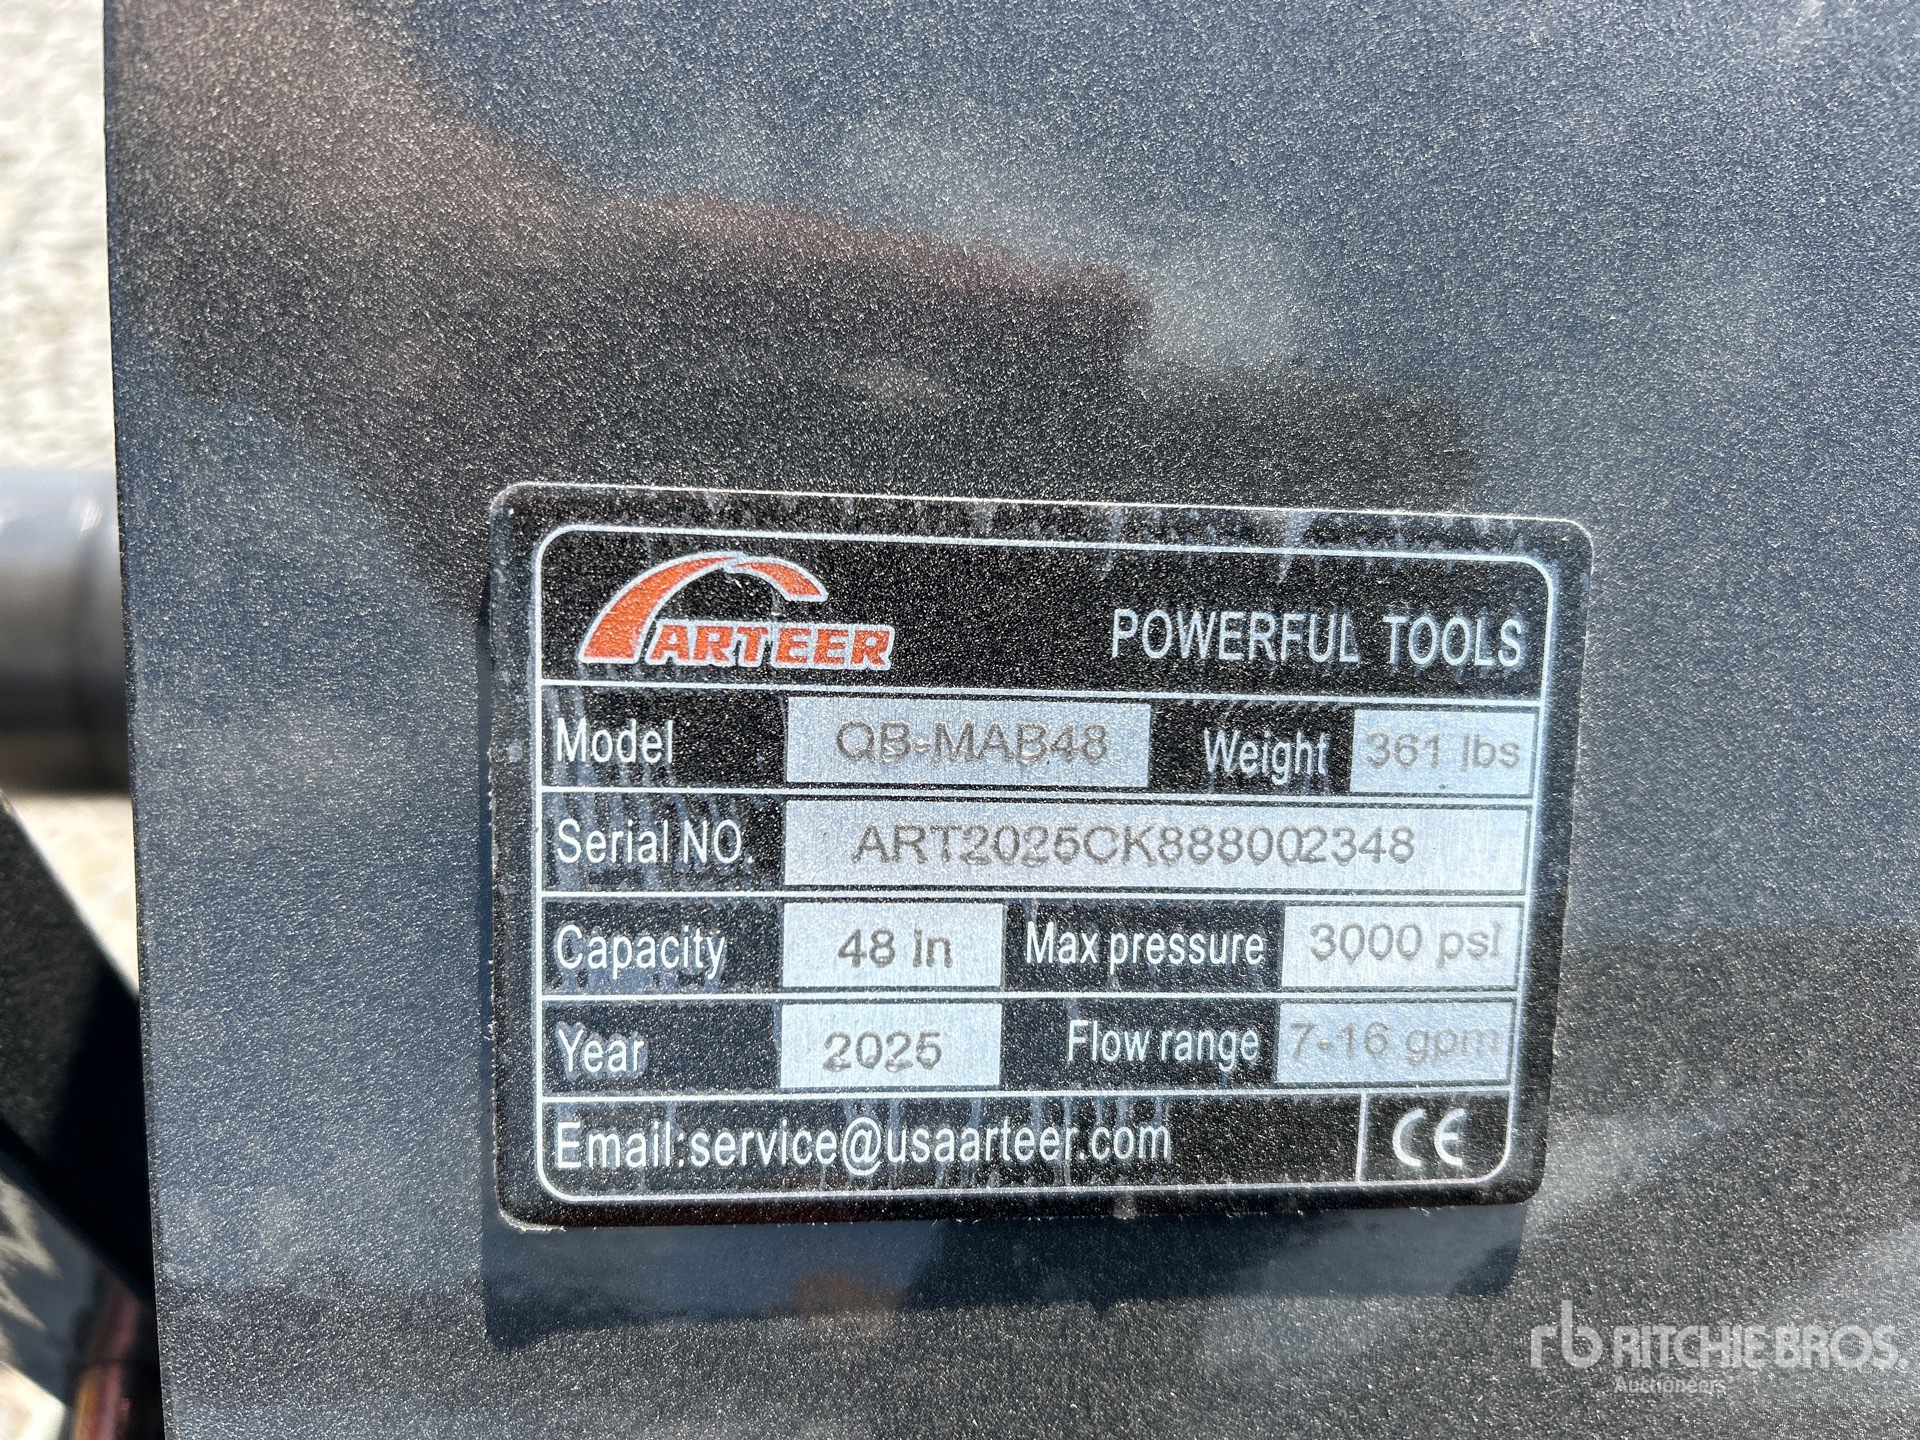 ARTEER POWERFUL TOOLS
Model QB-MAB48 Weight 361 lbs
Serial NO. ART2025CK888002348
Capacity 48 In Max pressure 3000 psI
Year 2025 Flow range 7-16 gpm
Email:service@usaarteer.com CE
rb RITCHIE BROS.
Auctioneers